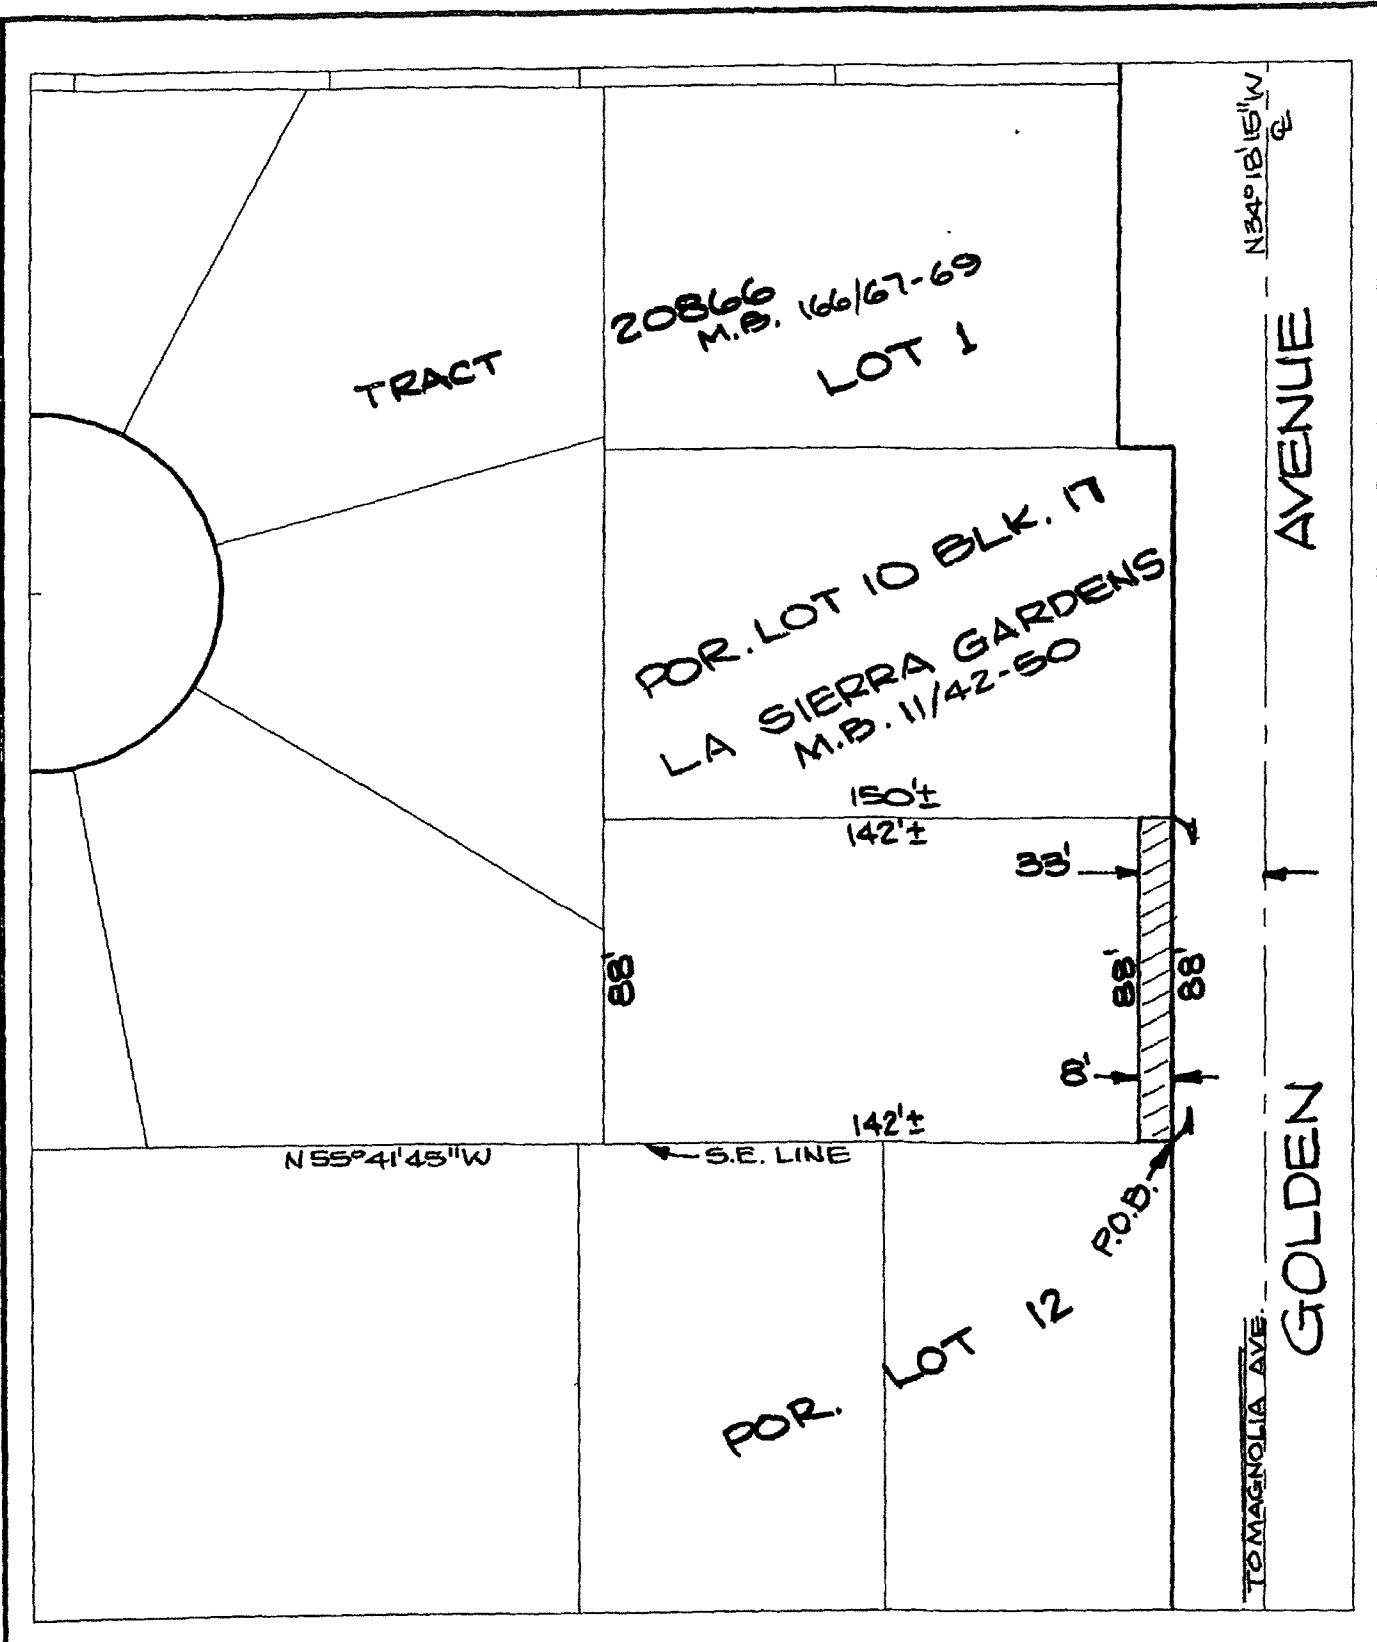 N34°18'15"W
℄
20866
M.B. 166/67-69
TRACT
LOT 1
AVENUE
POR. LOT 10 BLK. 17
LA SIERRA GARDENS
M.B. 11/42-50
150'±
142'±
33'
88'
88'
88'
8'
142'±
N55°41'45"W
S.E. LINE
P.O.B.
GOLDEN
POR. LOT 12
TO MAGNOLIA AVE.